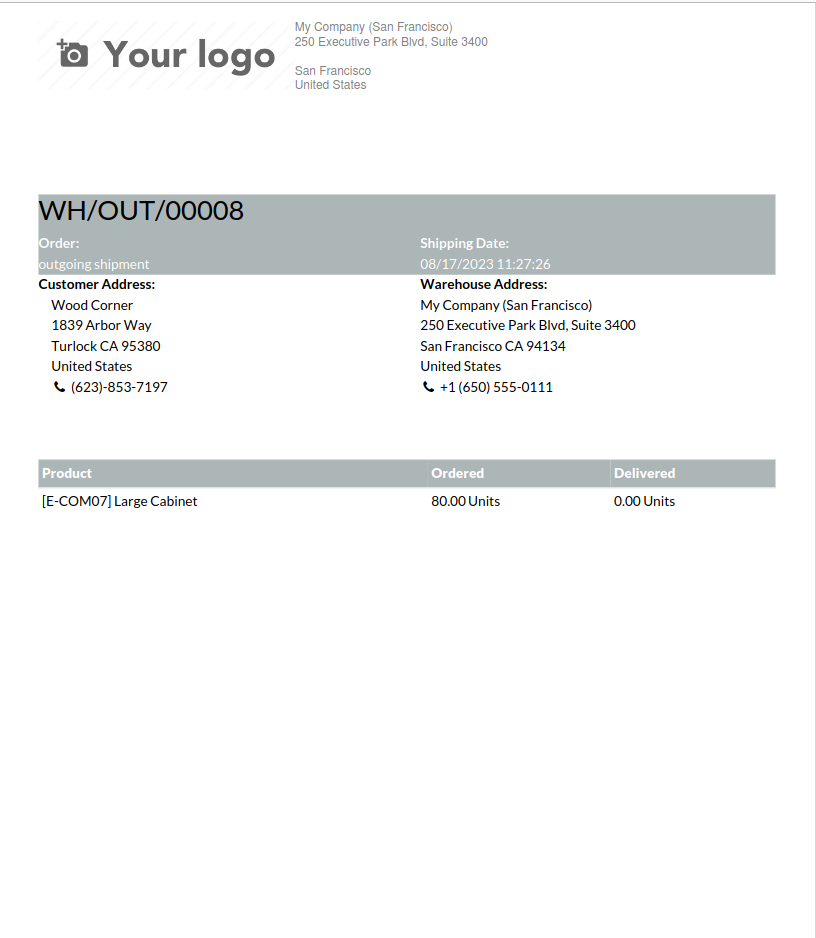 Your logo
My Company (San Francisco)
250 Executive Park Blvd, Suite 3400
San Francisco
United States
WH/OUT/00008
Order: Shipping Date:
outgoing shipment 08/17/2023 11:27:26
Customer Address: Warehouse Address:
Wood Corner My Company (San Francisco)
1839 Arbor Way 250 Executive Park Blvd, Suite 3400
Turlock CA 95380 San Francisco CA 94134
United States United States
(623)-853-7197 +1 (650) 555-0111
Product Ordered Delivered
[E-COM07] Large Cabinet 80.00 Units 0.00 Units